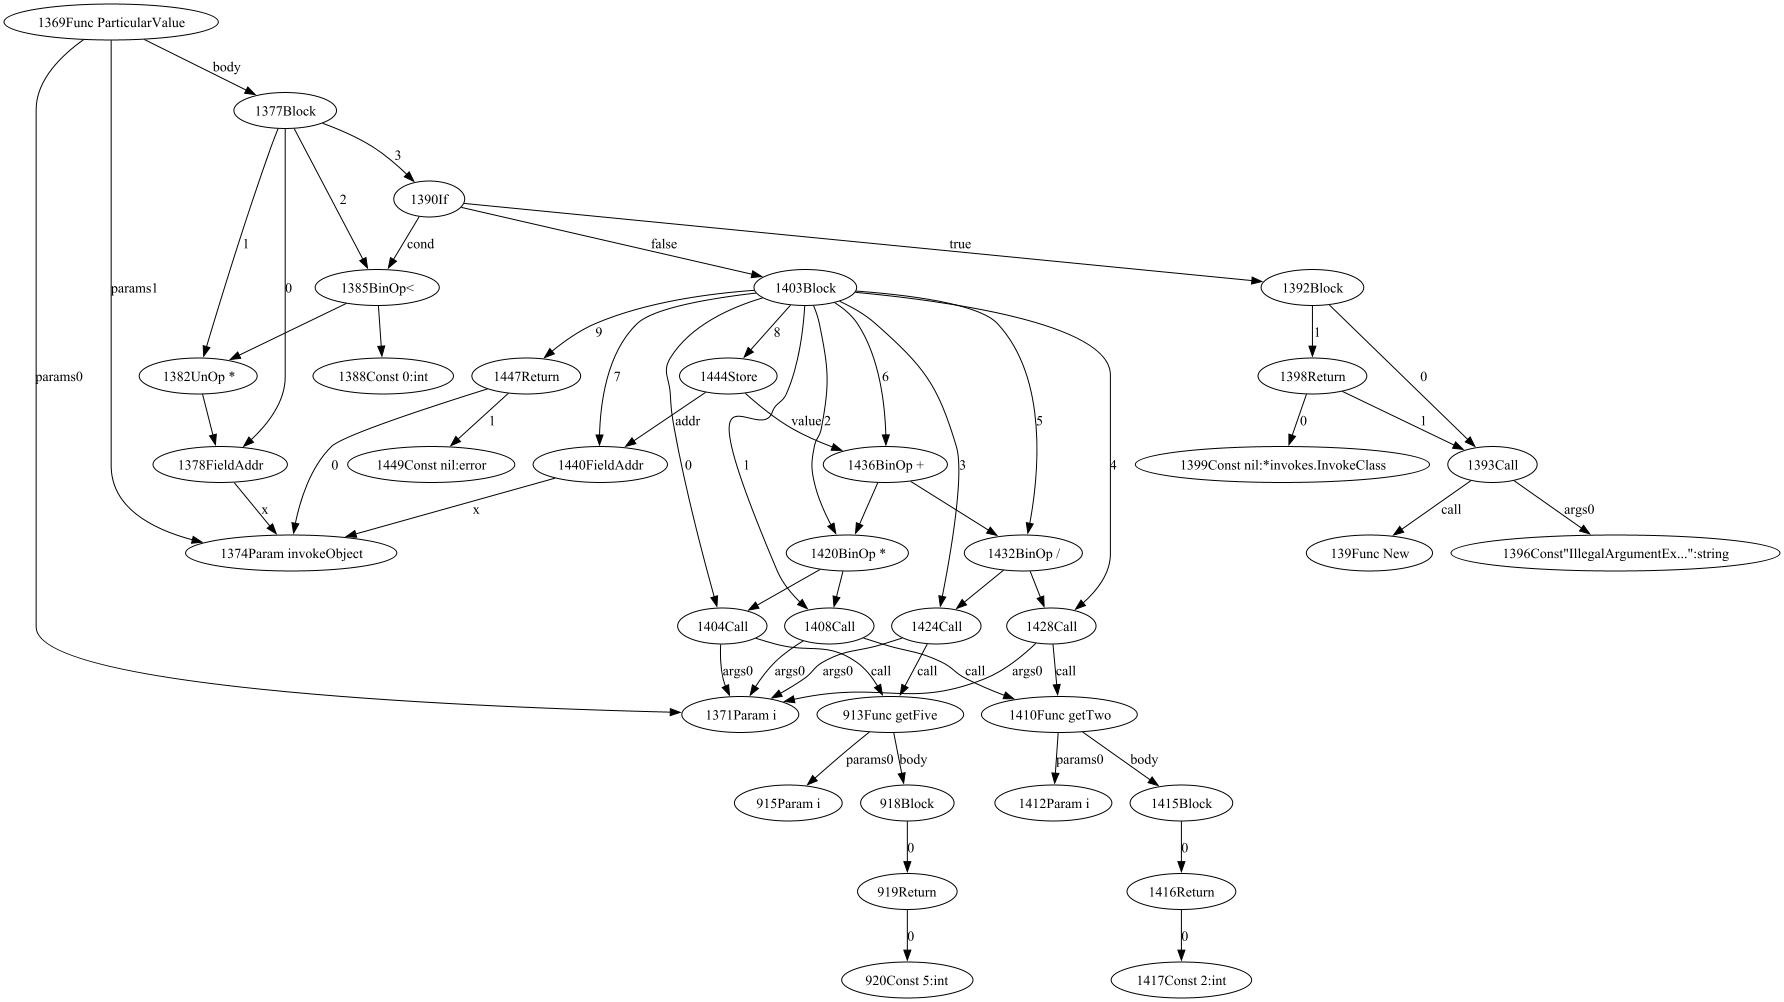 1369Func ParticularValue
body
1377Block
3
1390If
1
2
cond
false
true
params1
0
1385BinOp<
1403Block
1392Block
params0
9
8
1
1382UnOp *
1388Const 0:int
1447Return
7
1444Store
6
1398Return
0
addr
value
2
5
1
0
1
1378FieldAddr
1449Const nil:error
1440FieldAddr
0
1
1436BinOp +
3
4
1399Const nil:*invokes.InvokeClass
1393Call
0
x
x
call
args0
1374Param invokeObject
1420BinOp *
1432BinOp /
139Func New
1396Const"IllegalArgumentEx...":string
1404Call
1408Call
1424Call
1428Call
args0
args0
args0
call
call
call
args0
call
1371Param i
913Func getFive
1410Func getTwo
params0
body
params0
body
915Param i
918Block
1412Param i
1415Block
0
0
919Return
1416Return
0
0
920Const 5:int
1417Const 2:int